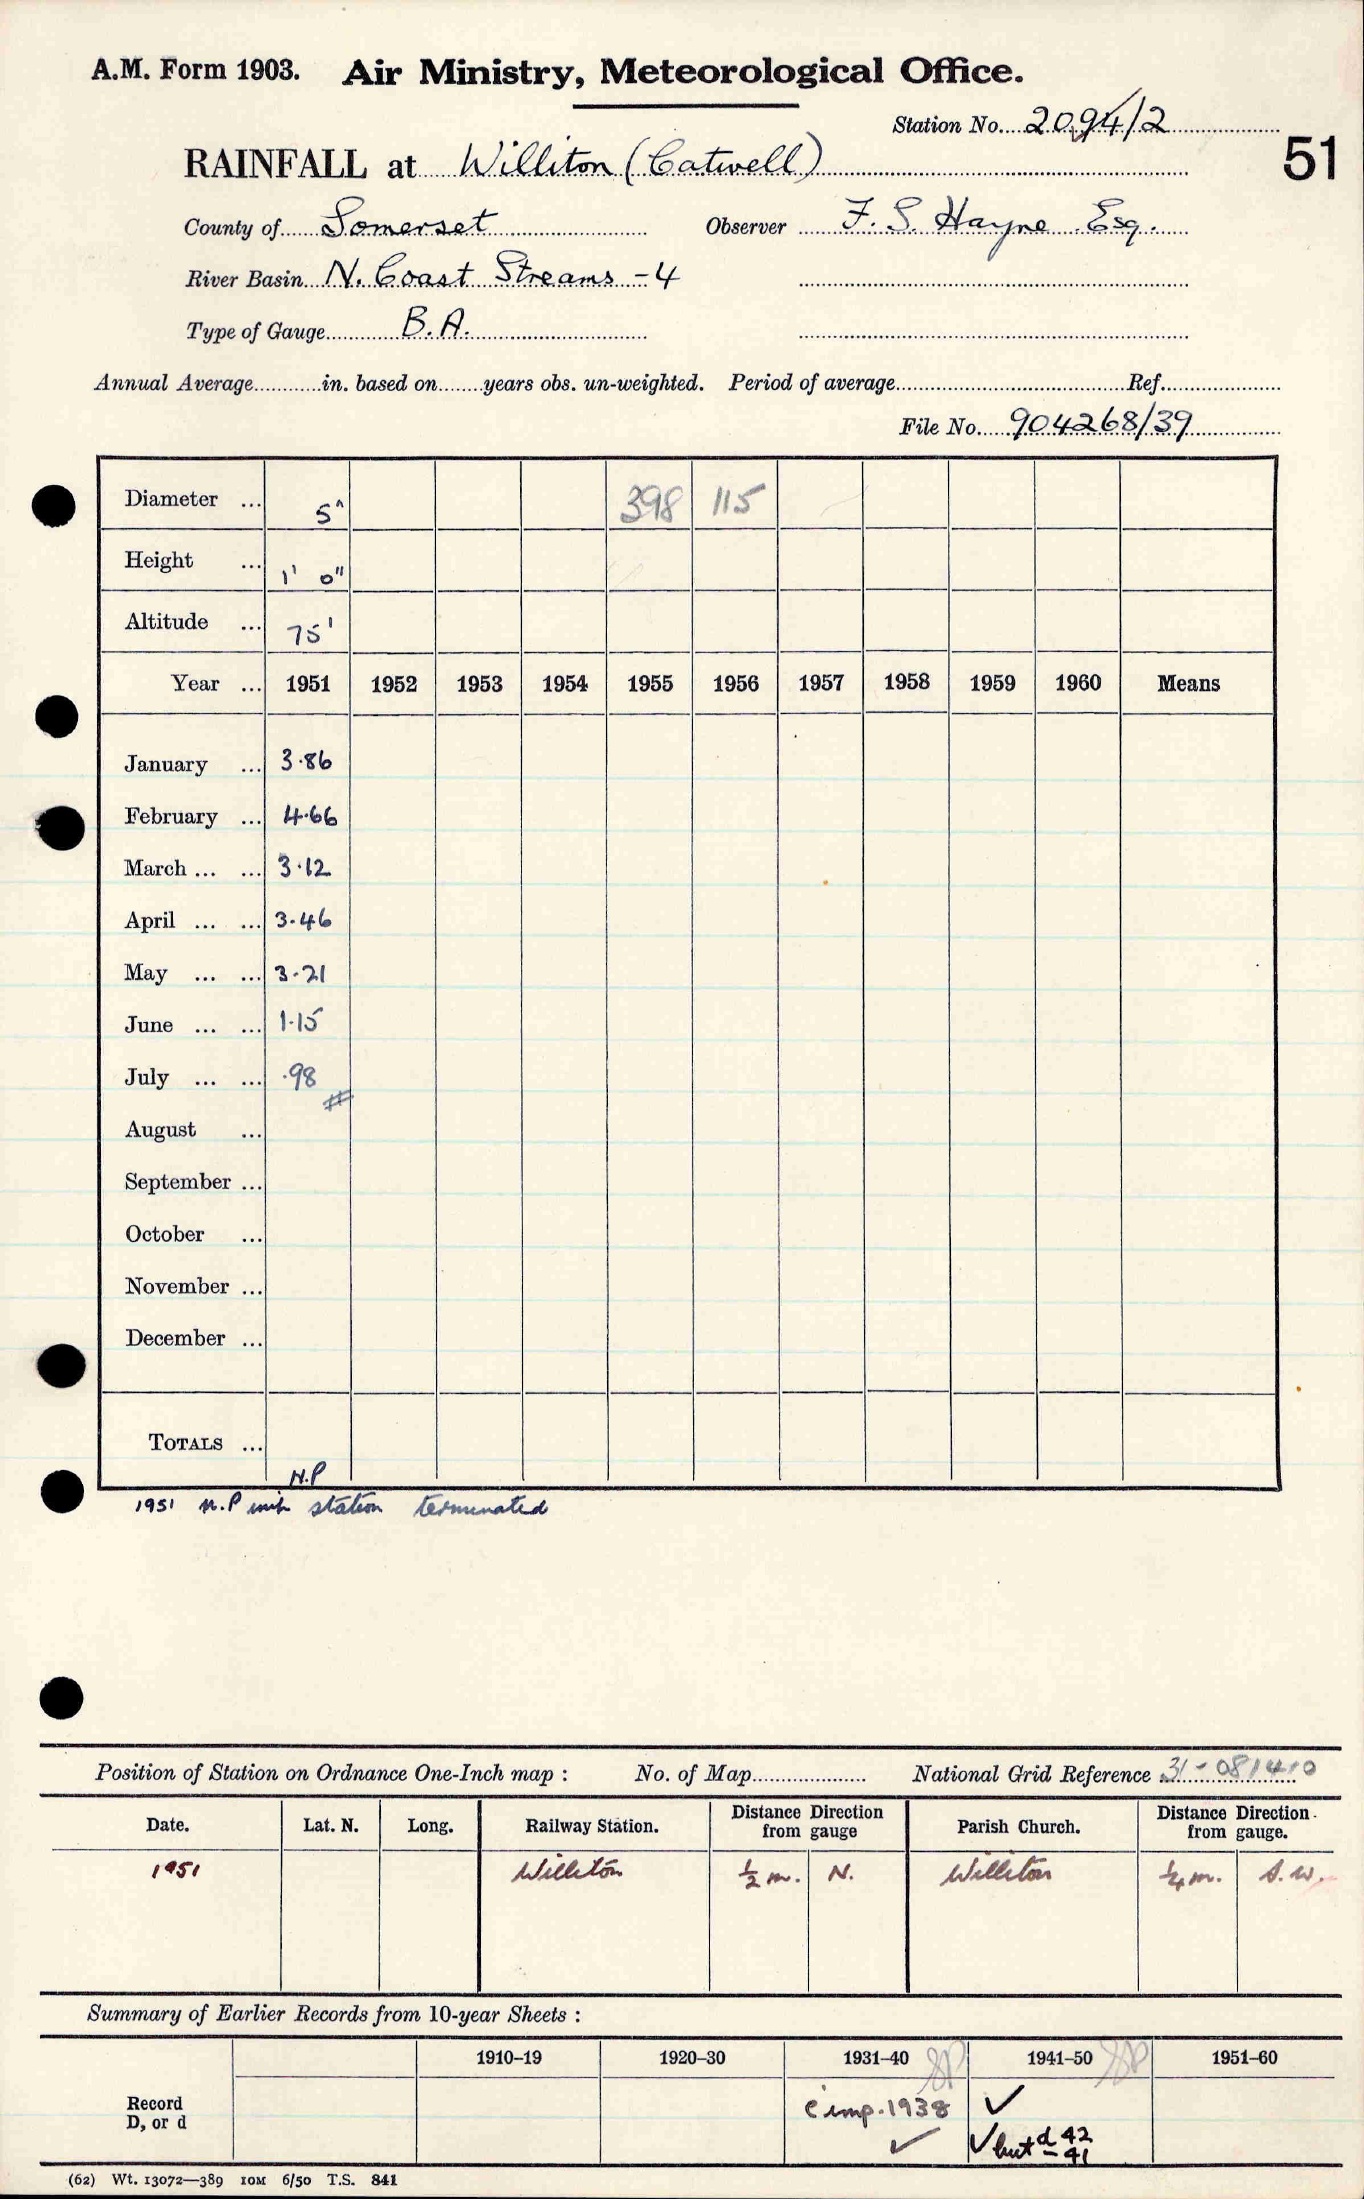 A.M. Form 1903. Air Ministry, Meteorological Office.
Station No. 2094/2
51
RAINFALL at Williton (Catwell)
County of Somerset Observer F. S. Hayne Esq.
River Basin N. Coast Streams -4
Type of Gauge B.A.
Annual Average in. based on years obs. un-weighted. Period of average Ref.
File No. 904268/39
Diameter ... 5" 398 115
Height ... 1' 0"
Altitude ... 75'
Year ... 1951 1952 1953 1954 1955 1956 1957 1958 1959 1960 Means
January ... 3.86
February ... 4.66
March ... ... 3.12
April ... ... 3.46
May ... ... 3.21
June ... ... 1.15
July ... ... .98
#
August ...
September ...
October ...
November ...
December ...
TOTALS ...
N.P
1951 N.P station terminated
Position of Station on Ordnance One-Inch map : No. of Map National Grid Reference 31-081410
Date. Lat. N. Long. Railway Station. Distance Direction from gauge Parish Church. Distance Direction from gauge.
1951 Williton ½ m. N. Williton ¼ m. S.W.
Summary of Earlier Records from 10-year Sheets :
1910–19 1920–30 1931–40 1941–50 1951–60
Record
D, or d
c imp. 1938 ✓
✓ ✓ but d 42
– 41
(62) Wt. 13072—389 10M 6/50 T.S. 841